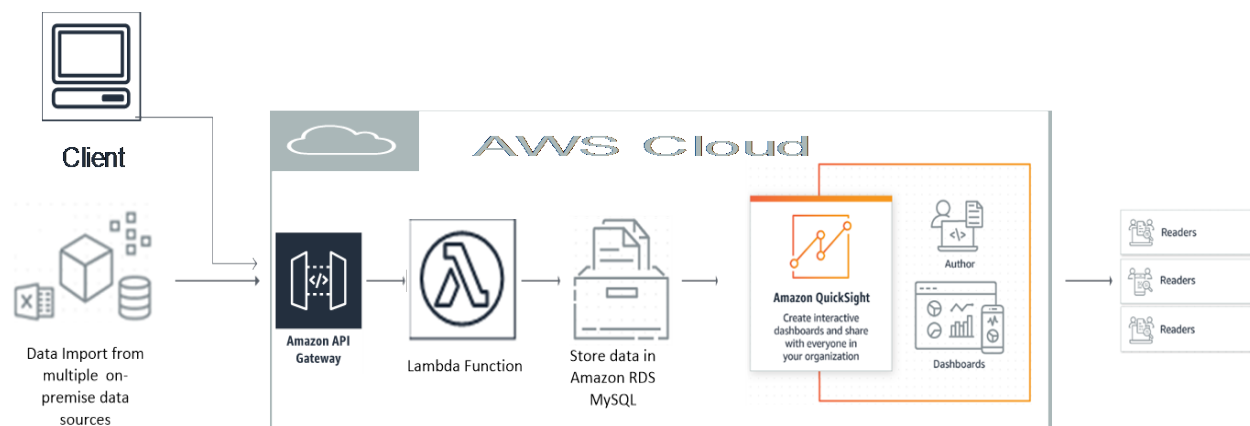 Client
AWS Cloud
Data Import from
multiple on-
premise data
sources
Amazon API
Gateway
Lambda Function
Store data in
Amazon RDS
MySQL
Amazon QuickSight
Create interactive
dashboards and share
with everyone in
your organization
Author
Dashboards
Readers
Readers
Readers